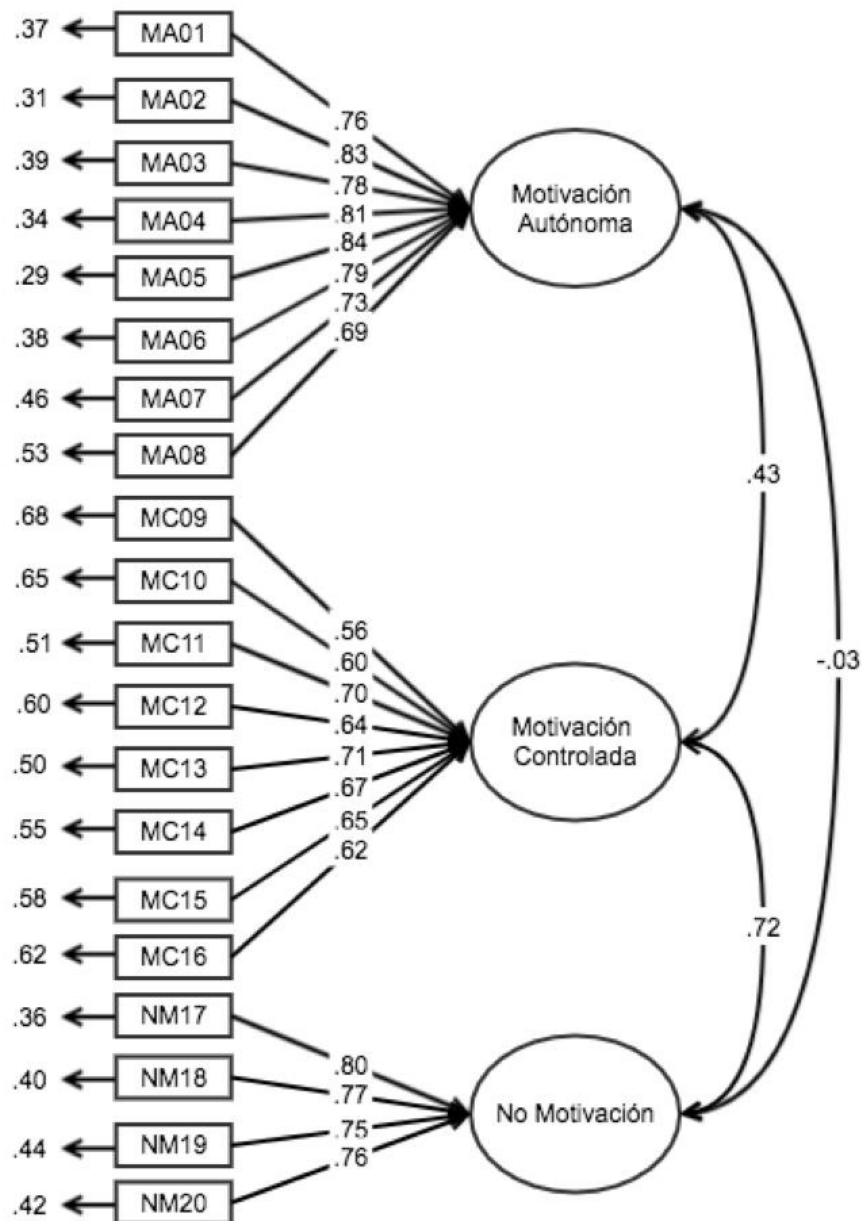 .37 MA01
.31 MA02
.76
.83
.39 MA03
.78
.34 MA04
.81
.84
.29 MA05
.79
.73
.38 MA06
.69
.46 MA07
.53 MA08
Motivación
Autónoma
.43
-.03
.68 MC09
.65 MC10
.56
.51 MC11
.60
.70
.60 MC12
.64
.71
.50 MC13
.67
.55 MC14
.65
.62
.58 MC15
.62 MC16
Motivación
Controlada
.72
.36 NM17
.80
.40 NM18
.77
.75
.44 NM19
.76
.42 NM20
No Motivación